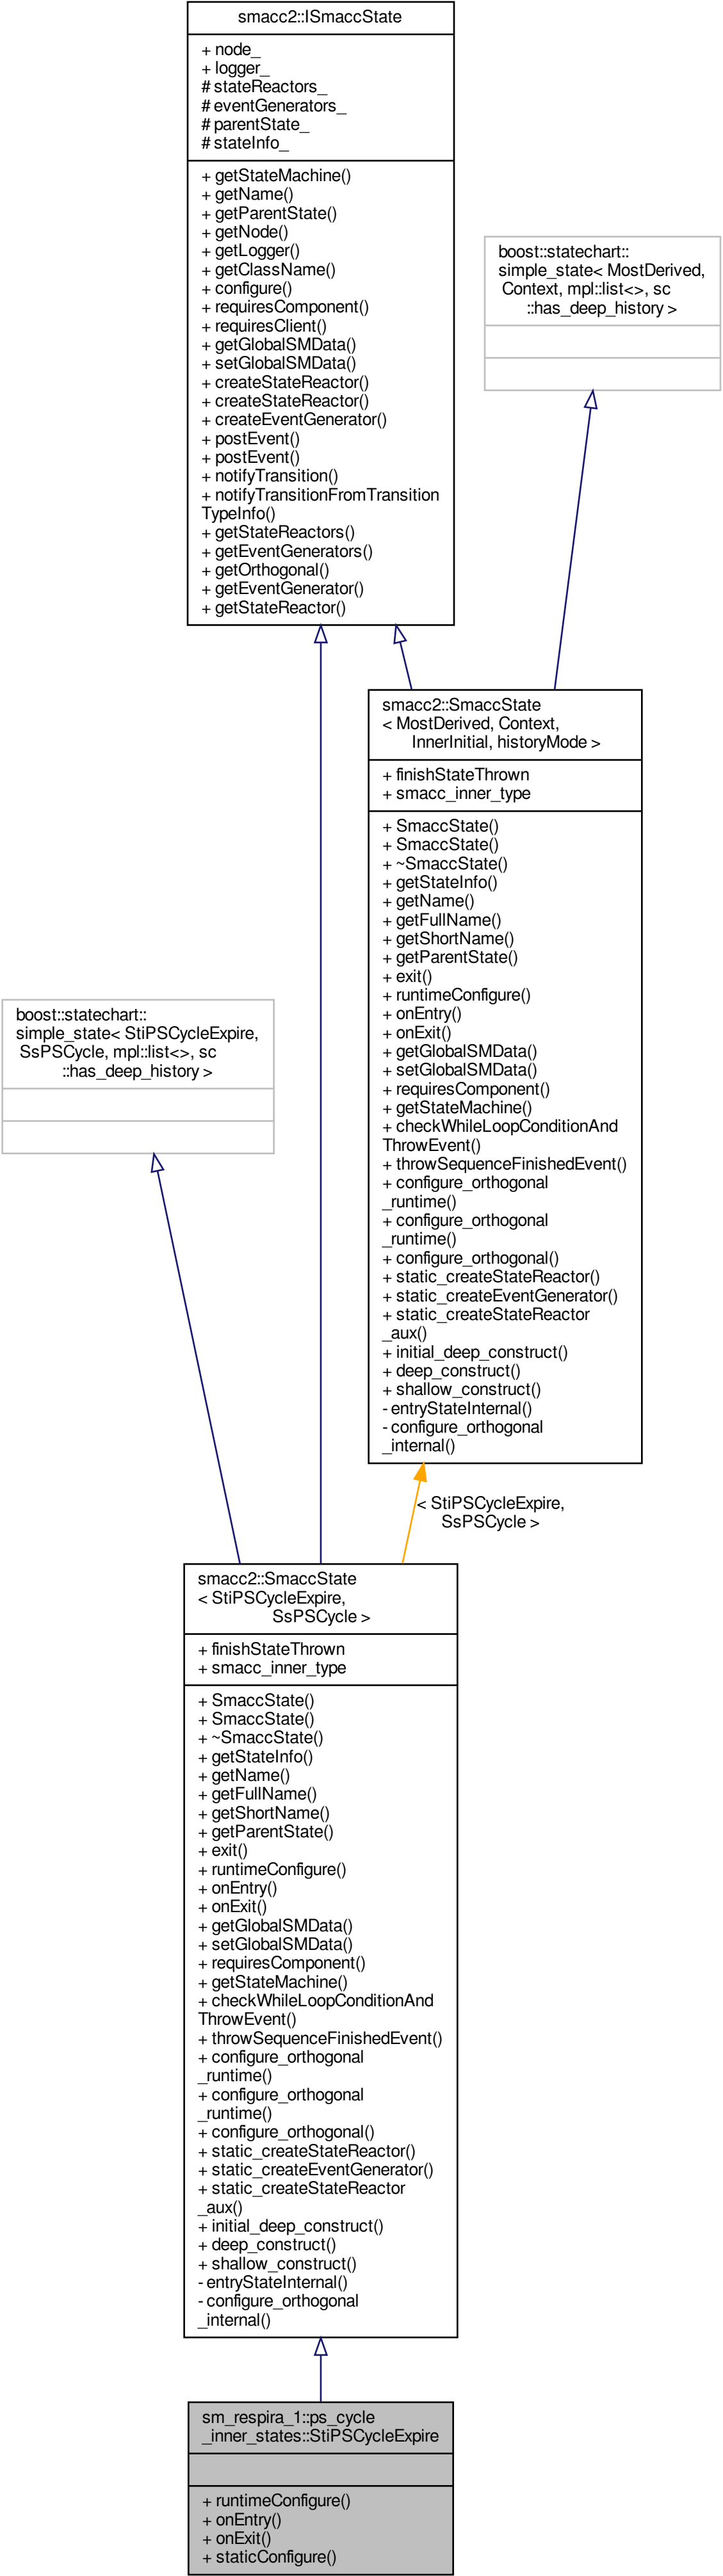 smacc2::ISmaccState
+ node_
+ logger_
# stateReactors_
# eventGenerators_
# parentState_
# stateInfo_
+ getStateMachine()
+ getName()
+ getParentState()
+ getNode()
+ getLogger()
+ getClassName()
+ configure()
+ requiresComponent()
+ requiresClient()
+ getGlobalSMData()
+ setGlobalSMData()
+ createStateReactor()
+ createStateReactor()
+ createEventGenerator()
+ postEvent()
+ postEvent()
+ notifyTransition()
+ notifyTransitionFromTransition
TypeInfo()
+ getStateReactors()
+ getEventGenerators()
+ getOrthogonal()
+ getEventGenerator()
+ getStateReactor()
boost::statechart::
simple_state< MostDerived,
Context, mpl::list<>, sc
::has_deep_history >
smacc2::SmaccState
< MostDerived, Context,
InnerInitial, historyMode >
+ finishStateThrown
+ smacc_inner_type
+ SmaccState()
+ SmaccState()
+ ~SmaccState()
+ getStateInfo()
+ getName()
+ getFullName()
+ getShortName()
+ getParentState()
+ exit()
+ runtimeConfigure()
+ onEntry()
+ onExit()
+ getGlobalSMData()
+ setGlobalSMData()
+ requiresComponent()
+ getStateMachine()
+ checkWhileLoopConditionAnd
ThrowEvent()
+ throwSequenceFinishedEvent()
+ configure_orthogonal
_runtime()
+ configure_orthogonal
_runtime()
+ configure_orthogonal()
+ static_createStateReactor()
+ static_createEventGenerator()
+ static_createStateReactor
_aux()
+ initial_deep_construct()
+ deep_construct()
+ shallow_construct()
- entryStateInternal()
- configure_orthogonal
_internal()
boost::statechart::
simple_state< StiPSCycleExpire,
SsPSCycle, mpl::list<>, sc
::has_deep_history >
< StiPSCycleExpire,
SsPSCycle >
smacc2::SmaccState
< StiPSCycleExpire,
SsPSCycle >
+ finishStateThrown
+ smacc_inner_type
+ SmaccState()
+ SmaccState()
+ ~SmaccState()
+ getStateInfo()
+ getName()
+ getFullName()
+ getShortName()
+ getParentState()
+ exit()
+ runtimeConfigure()
+ onEntry()
+ onExit()
+ getGlobalSMData()
+ setGlobalSMData()
+ requiresComponent()
+ getStateMachine()
+ checkWhileLoopConditionAnd
ThrowEvent()
+ throwSequenceFinishedEvent()
+ configure_orthogonal
_runtime()
+ configure_orthogonal
_runtime()
+ configure_orthogonal()
+ static_createStateReactor()
+ static_createEventGenerator()
+ static_createStateReactor
_aux()
+ initial_deep_construct()
+ deep_construct()
+ shallow_construct()
- entryStateInternal()
- configure_orthogonal
_internal()
sm_respira_1::ps_cycle
_inner_states::StiPSCycleExpire
+ runtimeConfigure()
+ onEntry()
+ onExit()
+ staticConfigure()